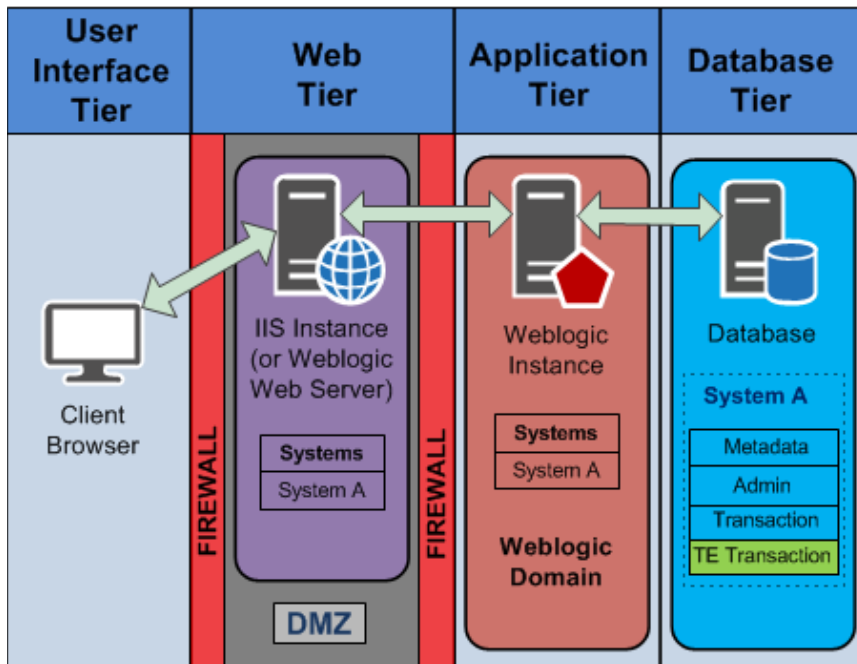 User
Interface
Tier
Web
Tier
Application
Tier
Database
Tier
Client
Browser
FIREWALL
IIS Instance
(or Weblogic
Web Server)
Systems
System A
DMZ
FIREWALL
Weblogic
Instance
Systems
System A
Weblogic
Domain
Database
System A
Metadata
Admin
Transaction
TE Transaction